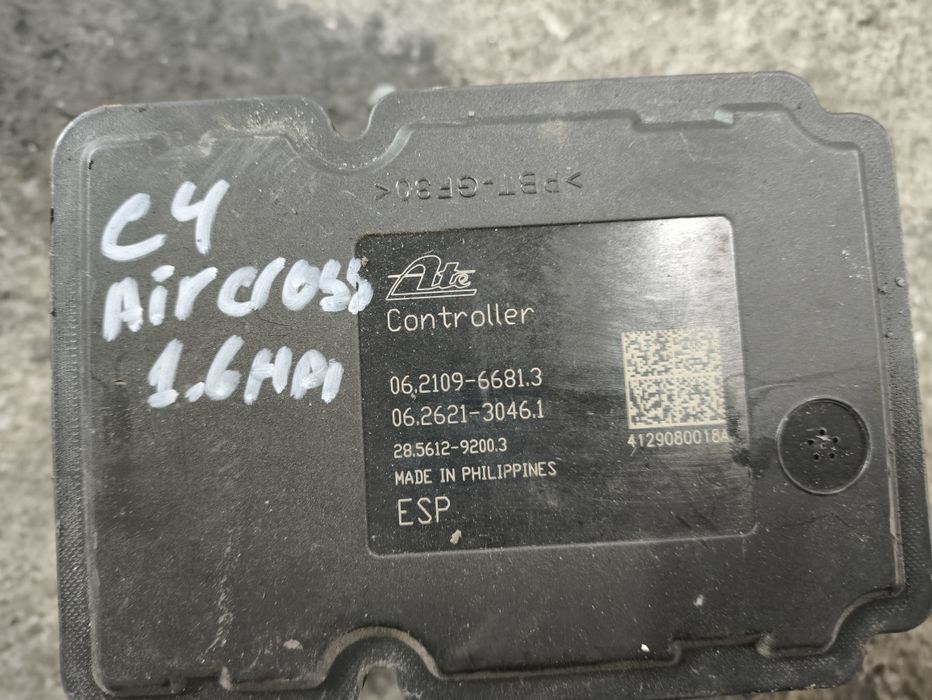 >PBT-GF30<
C4
Aircross
1.6HDi
Ate
Controller
06.2109-6681.3
06.2621-3046.1
28.5612-9200.3
MADE IN PHILIPPINES
ESP
4129080018A